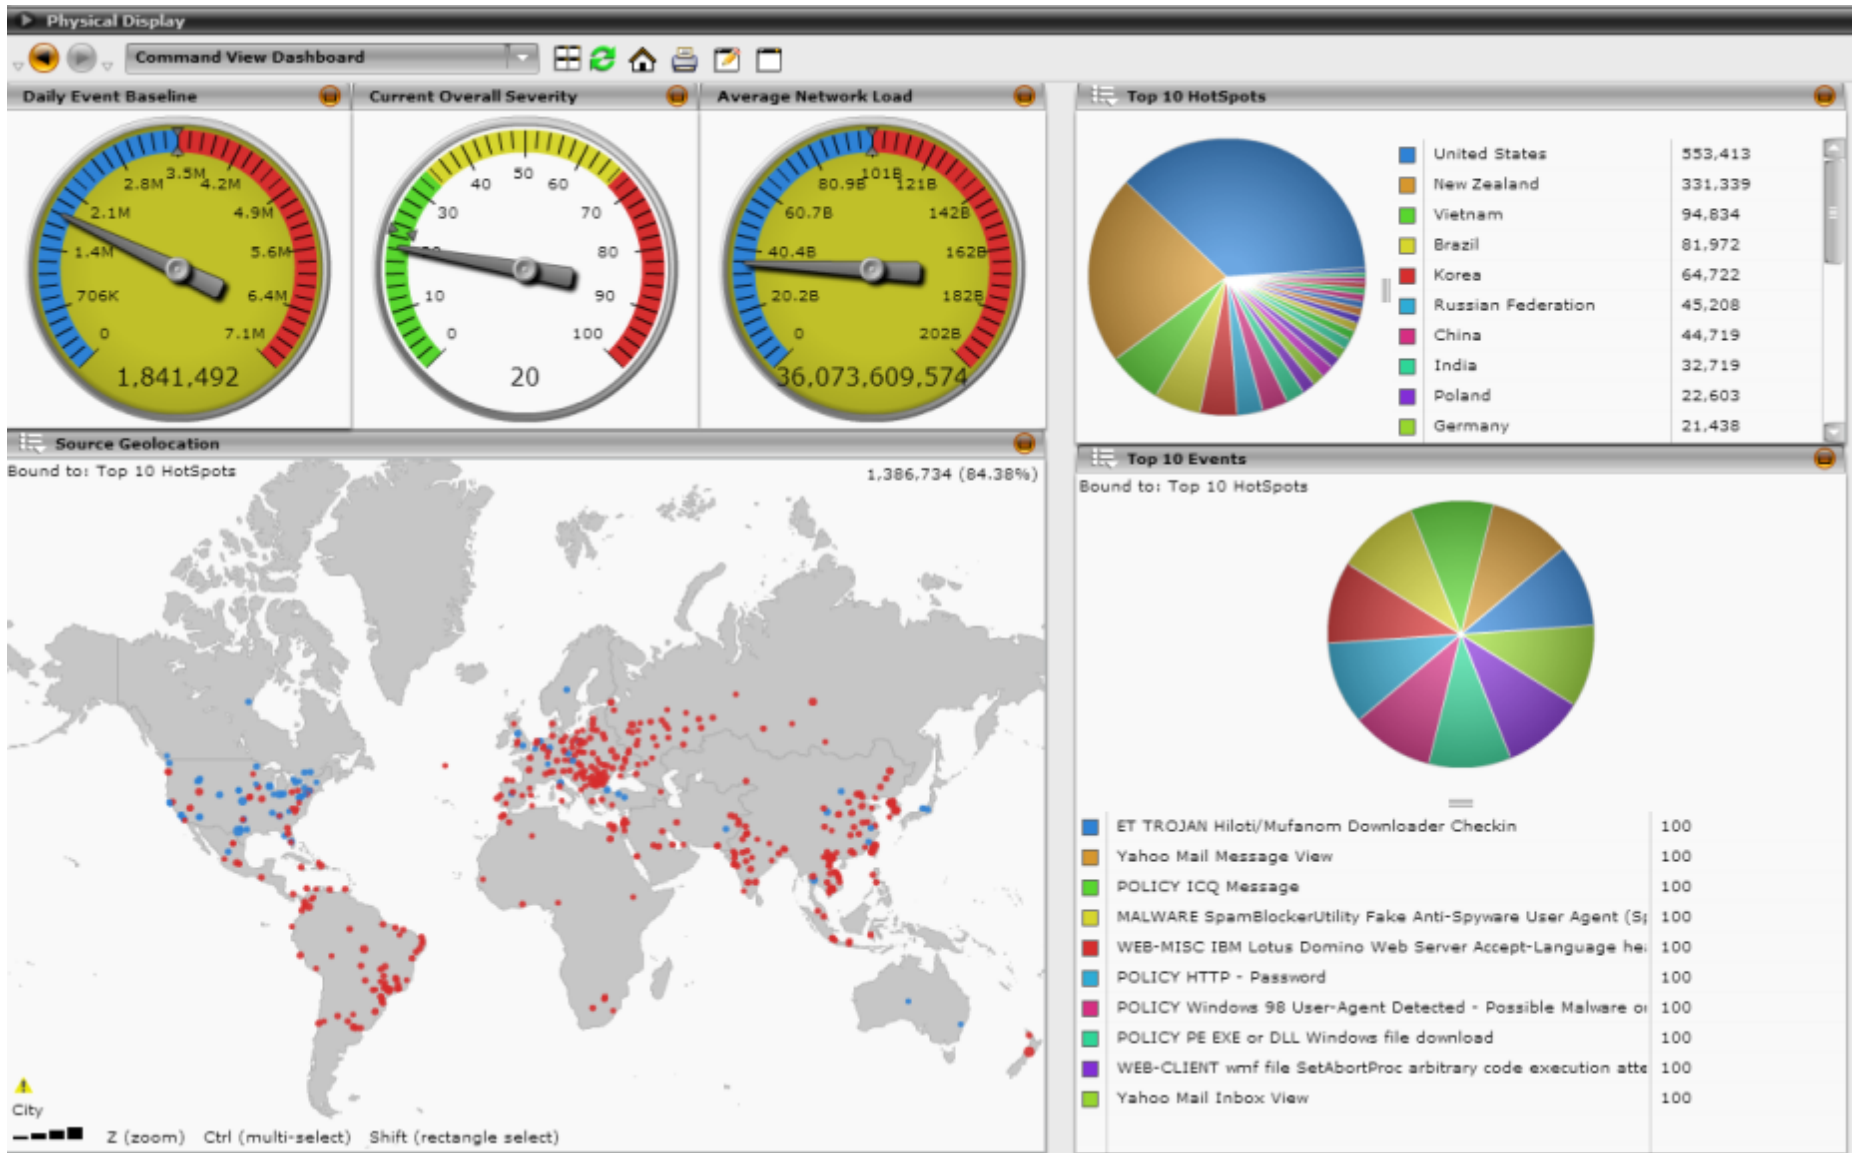 Physical Display
Command View Dashboard
Daily Event Baseline
0
706K
1.4M
2.1M
2.8M
3.5M
4.2M
4.9M
5.6M
6.4M
7.1M
1,841,492
Current Overall Severity
0
10
30
40
50
60
70
80
90
100
20
Average Network Load
0
20.2B
40.4B
60.7B
80.9B
101B
121B
142B
162B
182B
202B
36,073,609,574
Top 10 HotSpots
United States 553,413
New Zealand 331,339
Vietnam 94,834
Brazil 81,972
Korea 64,722
Russian Federation 45,208
China 44,719
India 32,719
Poland 22,603
Germany 21,438
Source Geolocation
Bound to: Top 10 HotSpots
1,386,734 (84.38%)
City
Z (zoom) Ctrl (multi-select) Shift (rectangle select)
Top 10 Events
Bound to: Top 10 HotSpots
ET TROJAN Hiloti/Mufanom Downloader Checkin 100
Yahoo Mail Message View 100
POLICY ICQ Message 100
MALWARE SpamBlockerUtility Fake Anti-Spyware User Agent (Sp 100
WEB-MISC IBM Lotus Domino Web Server Accept-Language hea 100
POLICY HTTP - Password 100
POLICY Windows 98 User-Agent Detected - Possible Malware or 100
POLICY PE EXE or DLL Windows file download 100
WEB-CLIENT wmf file SetAbortProc arbitrary code execution atte 100
Yahoo Mail Inbox View 100